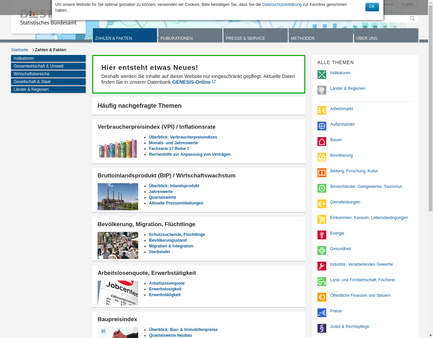 Um unsere Website für Sie optimal gestalten zu können, verwenden wir Cookies. Bitte bestätigen Sie, dass Sie die Datenschutzerklärung zur Kenntnis genommen haben.
OK
Statistisches Bundesamt
ZAHLEN & FAKTEN
PUBLIKATIONEN
PRESSE & SERVICE
METHODEN
ÜBER UNS
Startseite > Zahlen & Fakten
Indikatoren
Gesamtwirtschaft & Umwelt
Wirtschaftsbereiche
Gesellschaft & Staat
Länder & Regionen
Hier entsteht etwas Neues!
Deshalb werden die Inhalte auf dieser Website nur eingeschränkt gepflegt. Aktuelle Daten
finden Sie in unserer Datenbank GENESIS-Online
Häufig nachgefragte Themen
Verbraucherpreisindex (VPI) / Inflationsrate
Überblick: Verbraucherpreisindizes
Monats- und Jahreswerte
Fachserie 17 Reihe 7
Rechenhilfe zur Anpassung von Verträgen
Bruttoinlandsprodukt (BIP) / Wirtschaftswachstum
Überblick: Inlandsprodukt
Jahreswerte
Quartalswerte
Aktuelle Pressemitteilungen
Bevölkerung, Migration, Flüchtlinge
Schutzsuchende, Flüchtlinge
Bevölkerungsstand
Migration & Integration
Sterbetafel
Arbeitslosenquote, Erwerbstätigkeit
Jobcenter
Arbeitslosenquote
Erwerbslosigkeit
Erwerbstätigkeit
Baupreisindex
Überblick: Bau- & Immobilienpreise
Quartalswerte Neubau
ALLE THEMEN
Indikatoren
Länder & Regionen
Arbeitsmarkt
Außenhandel
Bauen
Bevölkerung
Bildung, Forschung, Kultur
Binnenhandel, Gastgewerbe, Tourismus
Dienstleistungen
Einkommen, Konsum, Lebensbedingungen
Energie
Gesundheit
Industrie, Verarbeitendes Gewerbe
Land- und Forstwirtschaft, Fischerei
Öffentliche Finanzen und Steuern
Preise
Justiz & Rechtspflege